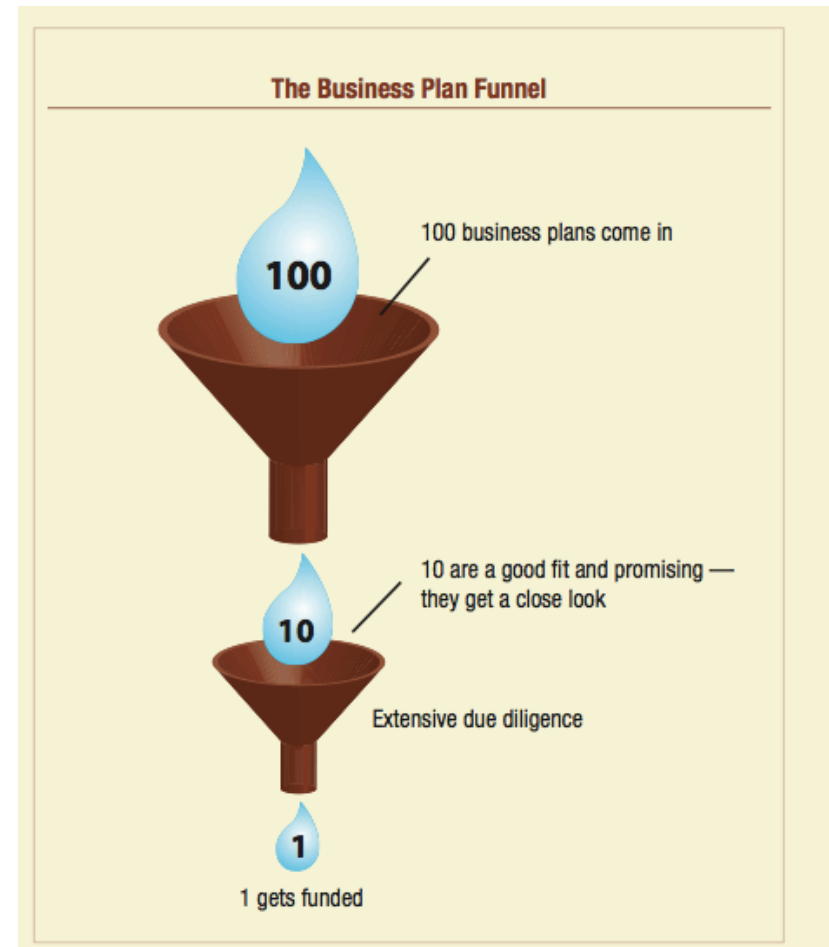 The Business Plan Funnel
100
100 business plans come in
10 are a good fit and promising —
they get a close look
10
Extensive due diligence
1
1 gets funded